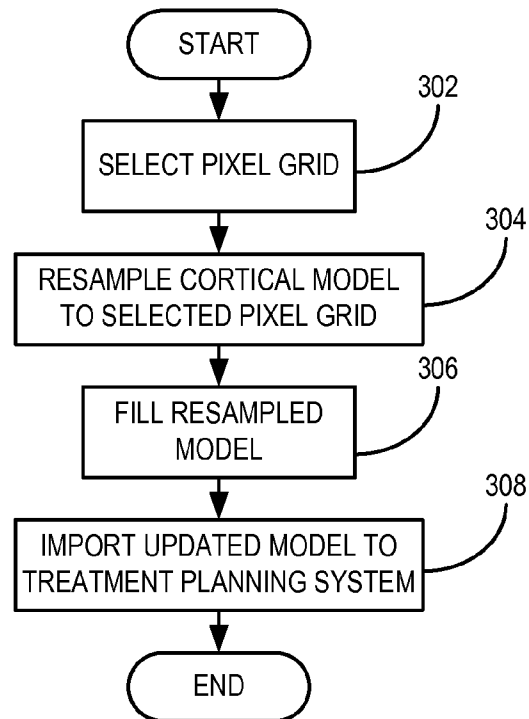 START
302
SELECT PIXEL GRID
304
RESAMPLE CORTICAL MODEL
TO SELECTED PIXEL GRID
306
FILL RESAMPLED
MODEL
308
IMPORT UPDATED MODEL TO
TREATMENT PLANNING SYSTEM
END